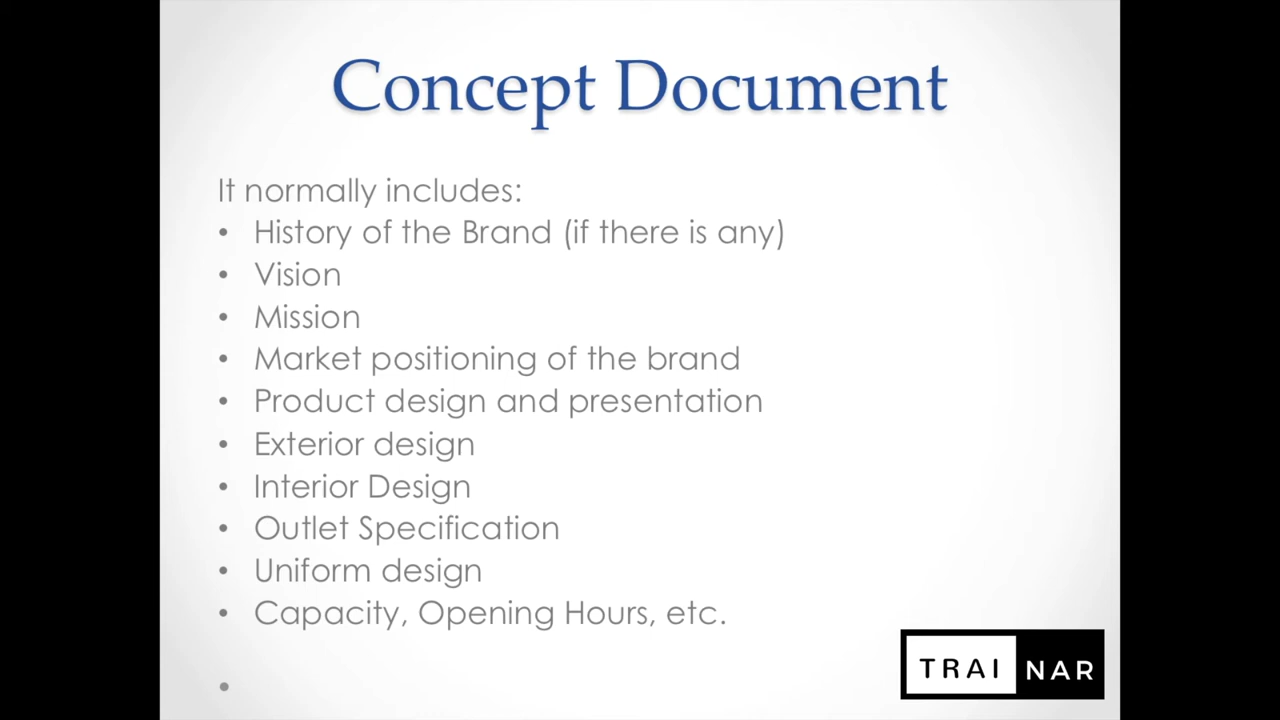 Concept Document
It normally includes:
• History of the Brand (if there is any)
• Vision
• Mission
• Market positioning of the brand
• Product design and presentation
• Exterior design
• Interior Design
• Outlet Specification
• Uniform design
• Capacity, Opening Hours, etc.
•
TRAI NAR